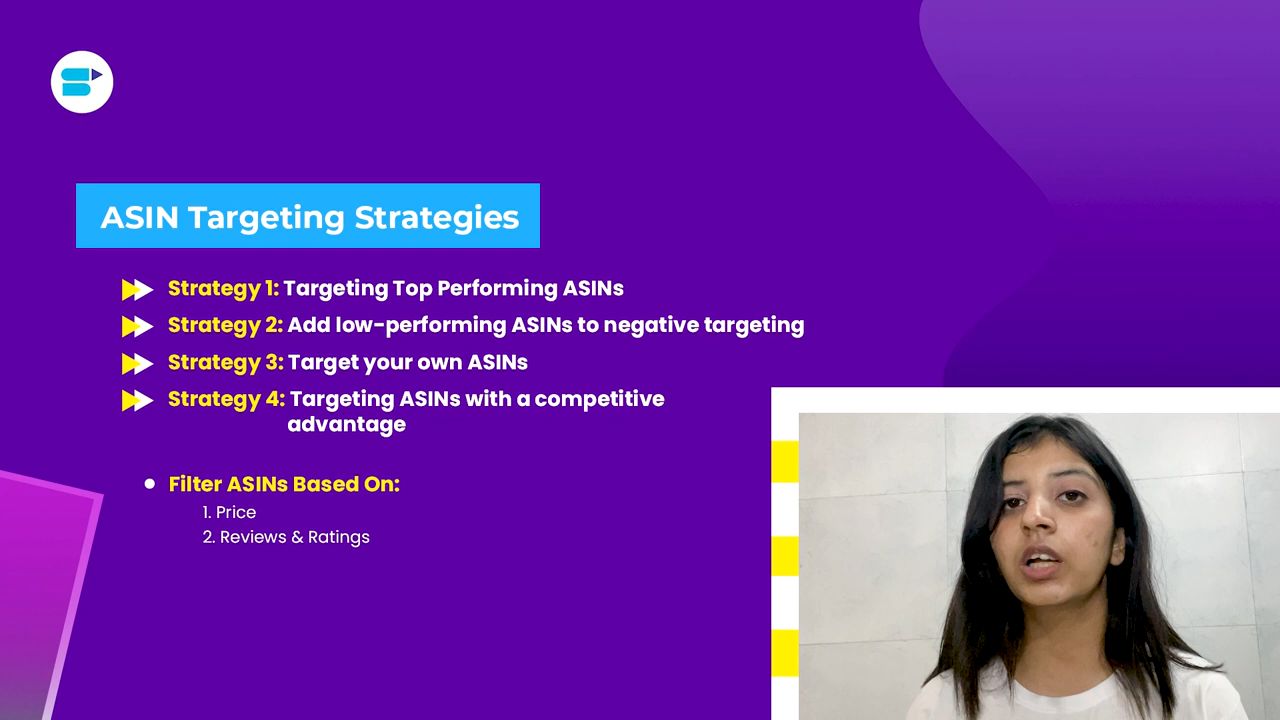 ASIN Targeting Strategies
Strategy 1: Targeting Top Performing ASINs
Strategy 2: Add low-performing ASINs to negative targeting
Strategy 3: Target your own ASINs
Strategy 4: Targeting ASINs with a competitive
advantage
Filter ASINs Based On:
1. Price
2. Reviews & Ratings